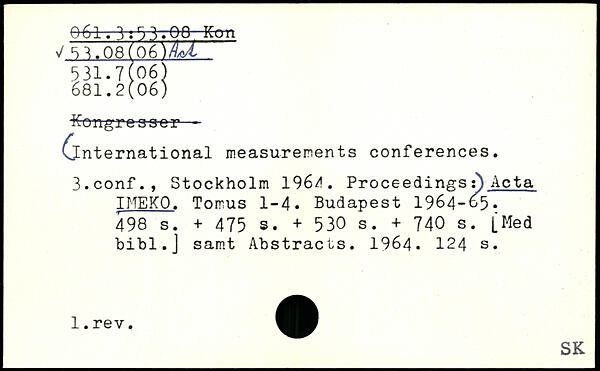 061.3:53.08 Kon
✓ 53.08(06) Act
531.7(06)
681.2(06)
Kongresser -
(International measurements conferences.
3.conf., Stockholm 1964. Proceedings:) Acta
IMEKO. Tomus 1-4. Budapest 1964-65.
498 s. + 475 s. + 530 s. + 740 s. [Med
bibl.] samt Abstracts. 1964. 124 s.
1.rev.
SK